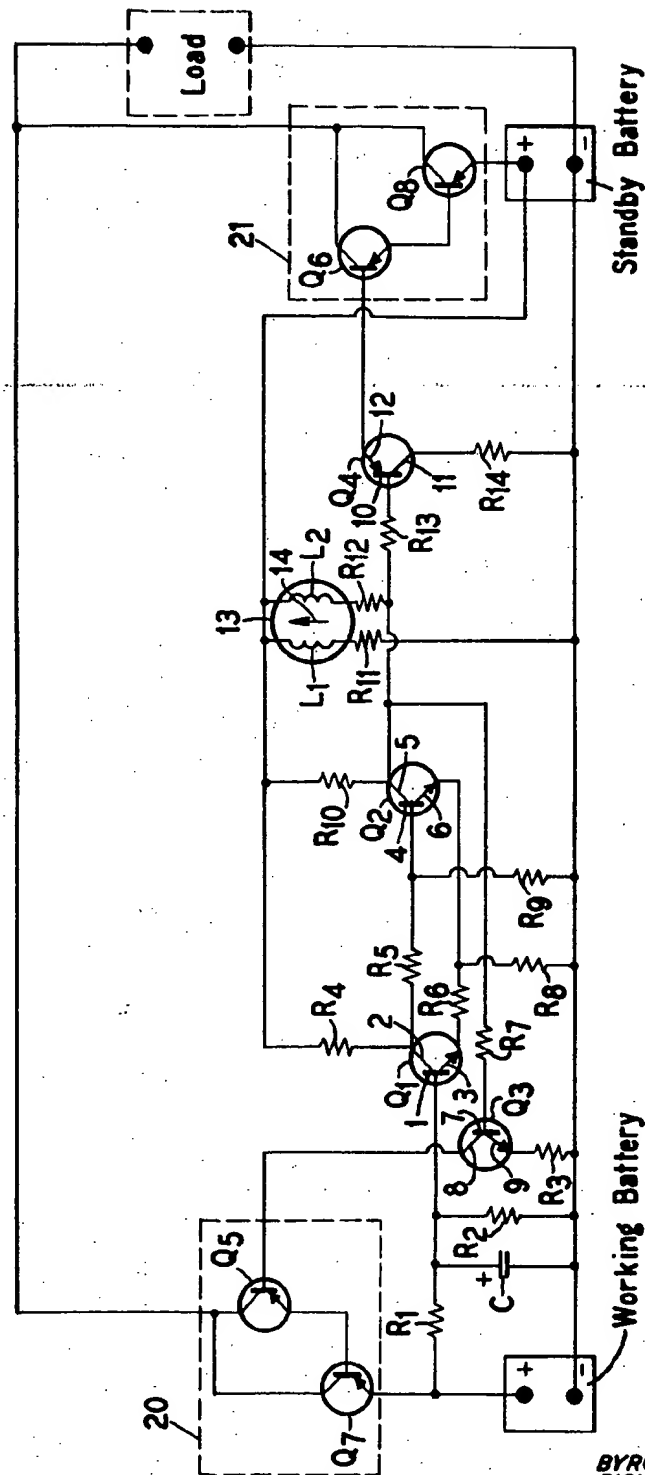 20
Q5
Q7
R1
+
C
R2
Working Battery
+
-
Q1
1
2
3
R4
R5
R6
Q3
7
8
9
R3
R7
R8
R9
Q2
4
5
6
R10
13
14
L1
L2
R11
R12
R13
Q4
10
12
11
R14
21
Q6
Q8
Load
+
-
Standby Battery